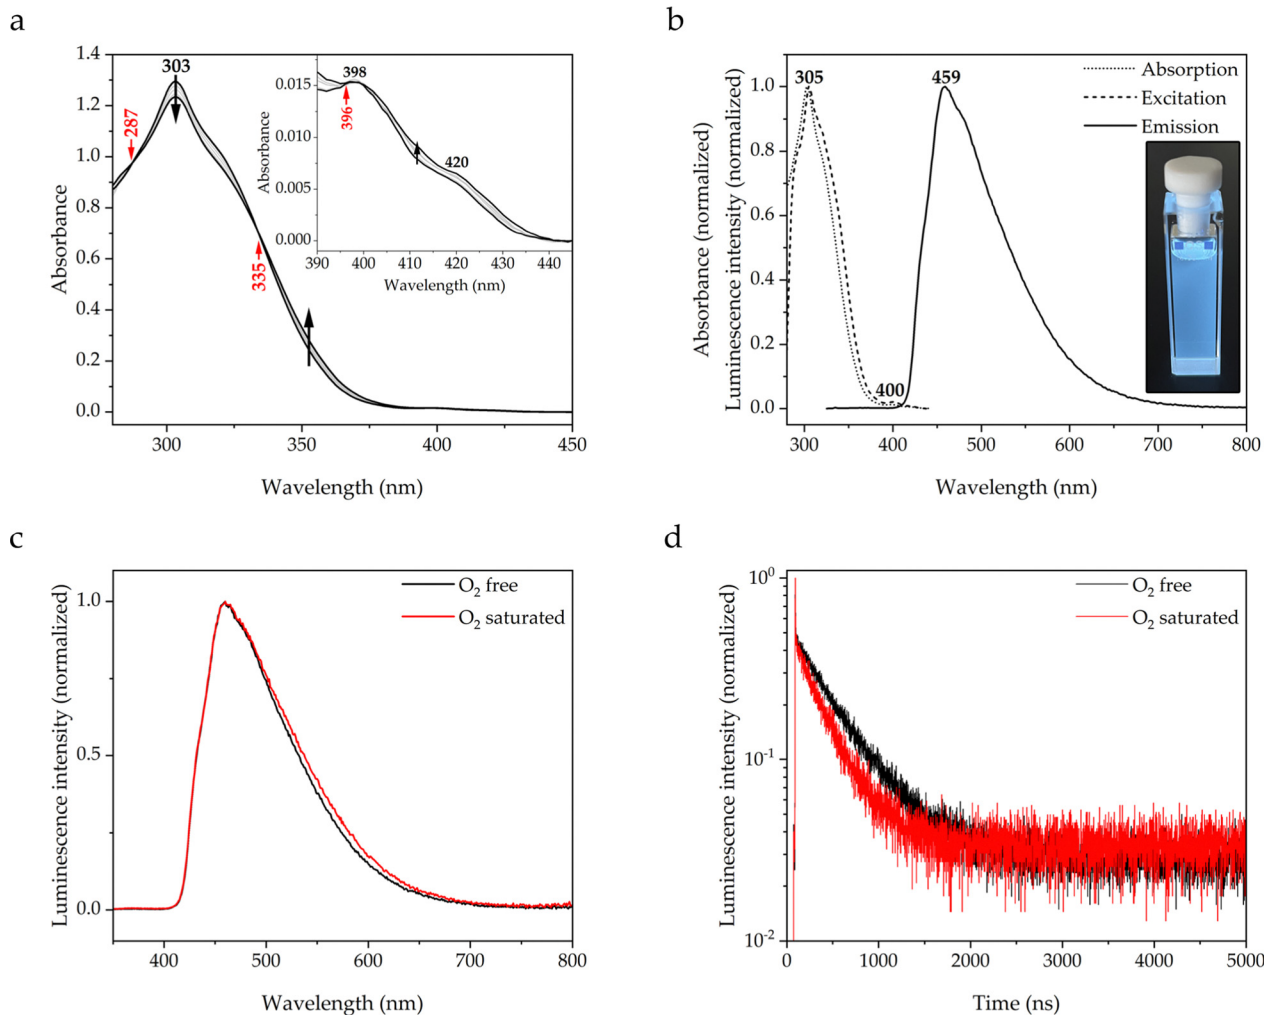 a
Absorbance
1.4
1.2
1.0
0.8
0.6
0.4
0.2
0.0
303
287
335
300
350
400
450
Wavelength (nm)
Absorbance
0.015
0.010
0.005
0.000
398
396
420
390
400
410
420
430
440
Wavelength (nm)
b
Absorbance (normalized)
Luminescence intensity (normalized)
1.0
0.8
0.6
0.4
0.2
0.0
305
459
400
Absorption
Excitation
Emission
300
400
500
600
700
800
Wavelength (nm)
c
Luminescence intensity (normalized)
1.0
0.5
0.0
O₂ free
O₂ saturated
400
500
600
700
800
Wavelength (nm)
d
Luminescence intensity (normalized)
10⁰
10⁻¹
10⁻²
O₂ free
O₂ saturated
0
1000
2000
3000
4000
5000
Time (ns)